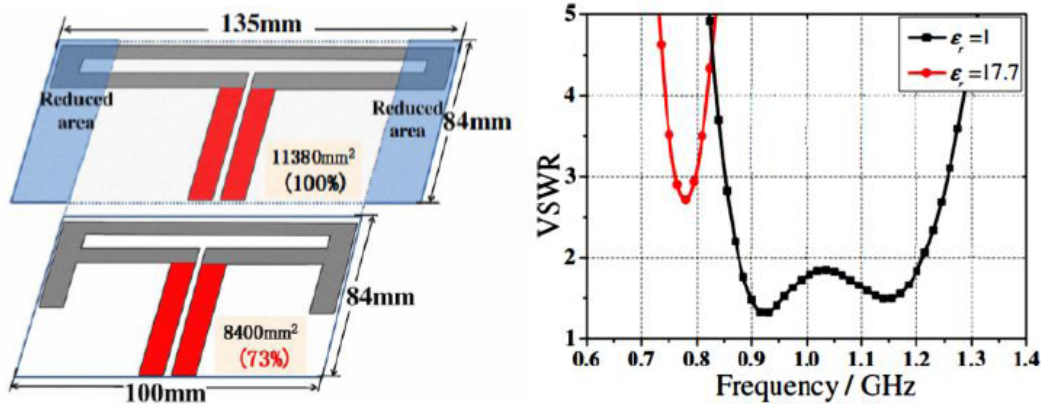 135mm
Reduced
area
Reduced
area
84mm
11380mm²
(100%)
84mm
8400mm²
(73%)
100mm
5
4
3
2
1
VSWR
εr=1
εr=17.7
0.6 0.7 0.8 0.9 1.0 1.1 1.2 1.3 1.4
Frequency / GHz